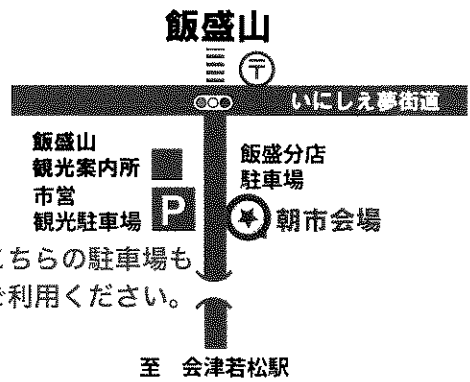 飯盛山
〒
いにしえ夢街道
飯盛山
観光案内所
市営
観光駐車場
P
飯盛分店
駐車場
朝市会場
こちらの駐車場も
ご利用ください。
至 会津若松駅